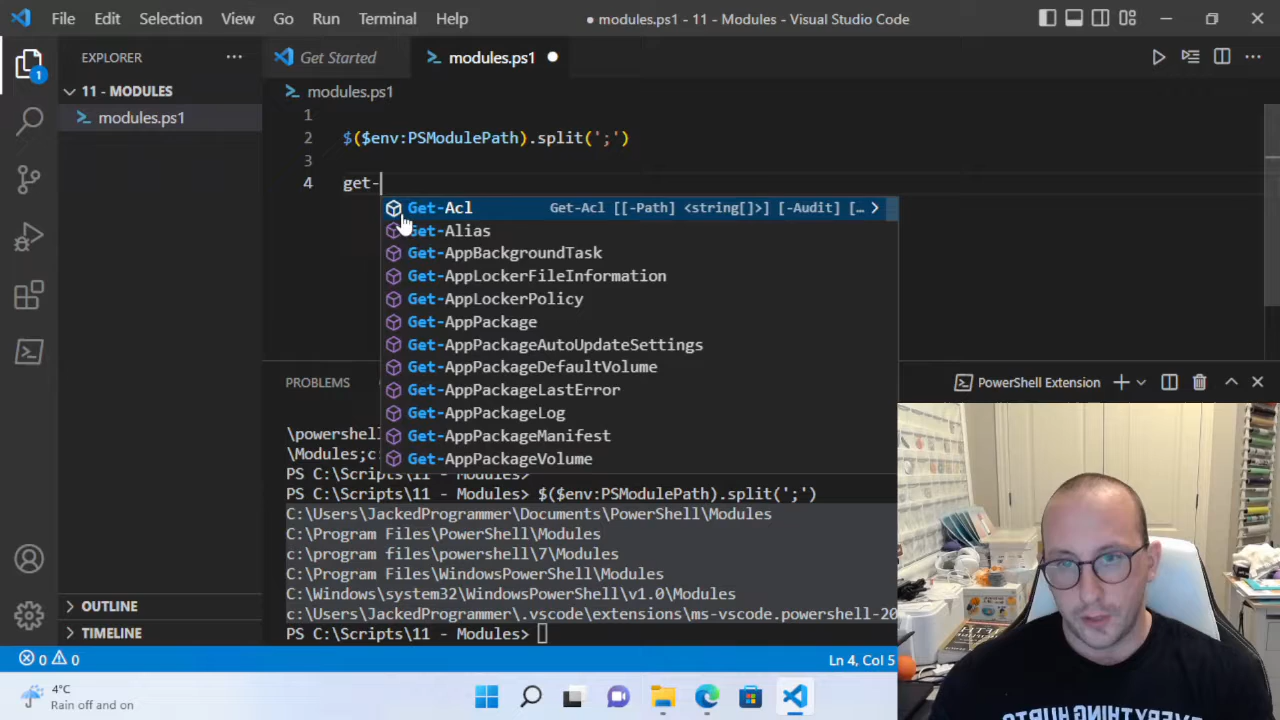 File Edit Selection View Go Run Terminal Help
● modules.ps1 - 11 - Modules - Visual Studio Code
EXPLORER
Get Started
modules.ps1
11 - MODULES
modules.ps1
modules.ps1
1
1
2 $($env:PSModulePath).split(';')
3
4 get-
Get-Acl Get-Acl [[-Path] <string[]>] [-Audit] […
Get-Alias
Get-AppBackgroundTask
Get-AppLockerFileInformation
Get-AppLockerPolicy
Get-AppPackage
Get-AppPackageAutoUpdateSettings
Get-AppPackageDefaultVolume
Get-AppPackageLastError
Get-AppPackageLog
Get-AppPackageManifest
Get-AppPackageVolume
PROBLEMS
PowerShell Extension
\powershell
\Modules;c:
PS C:\Scripts\11 - Modules>
PS C:\Scripts\11 - Modules> $($env:PSModulePath).split(';')
C:\Users\JackedProgrammer\Documents\PowerShell\Modules
C:\Program Files\PowerShell\Modules
c:\program files\powershell\7\Modules
C:\Program Files\WindowsPowerShell\Modules
C:\Windows\system32\WindowsPowerShell\v1.0\Modules
c:\Users\JackedProgrammer\.vscode\extensions\ms-vscode.powershell-20
PS C:\Scripts\11 - Modules>
OUTLINE
TIMELINE
0 0
Ln 4, Col 5
4°C
Rain off and on